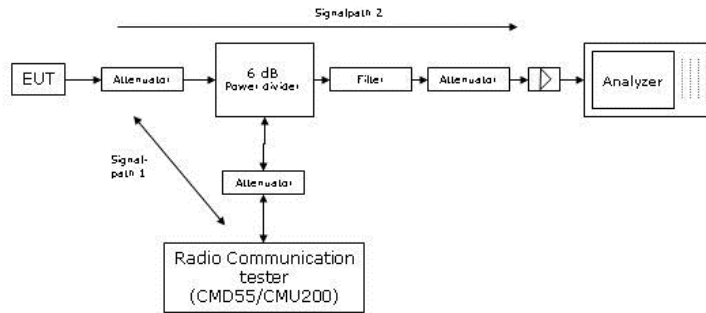 Signalpath 2
EUT
Attenuator
6 dB
Power divider
Filter
Attenuator
Analyzer
Signal-
path 1
Attenuator
Radio Communication
tester
(CMD55/CMU200)